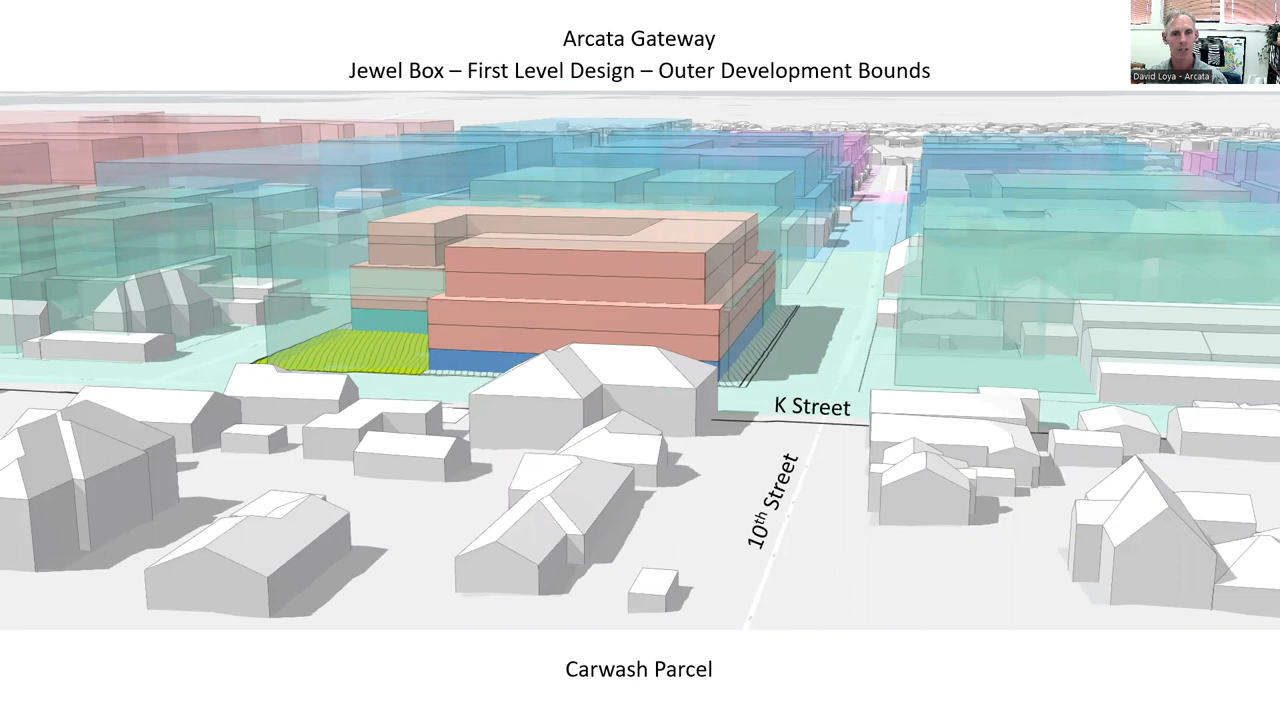 Arcata Gateway
Jewel Box – First Level Design – Outer Development Bounds
David Loya - Arcata
K Street
10th Street
Carwash Parcel